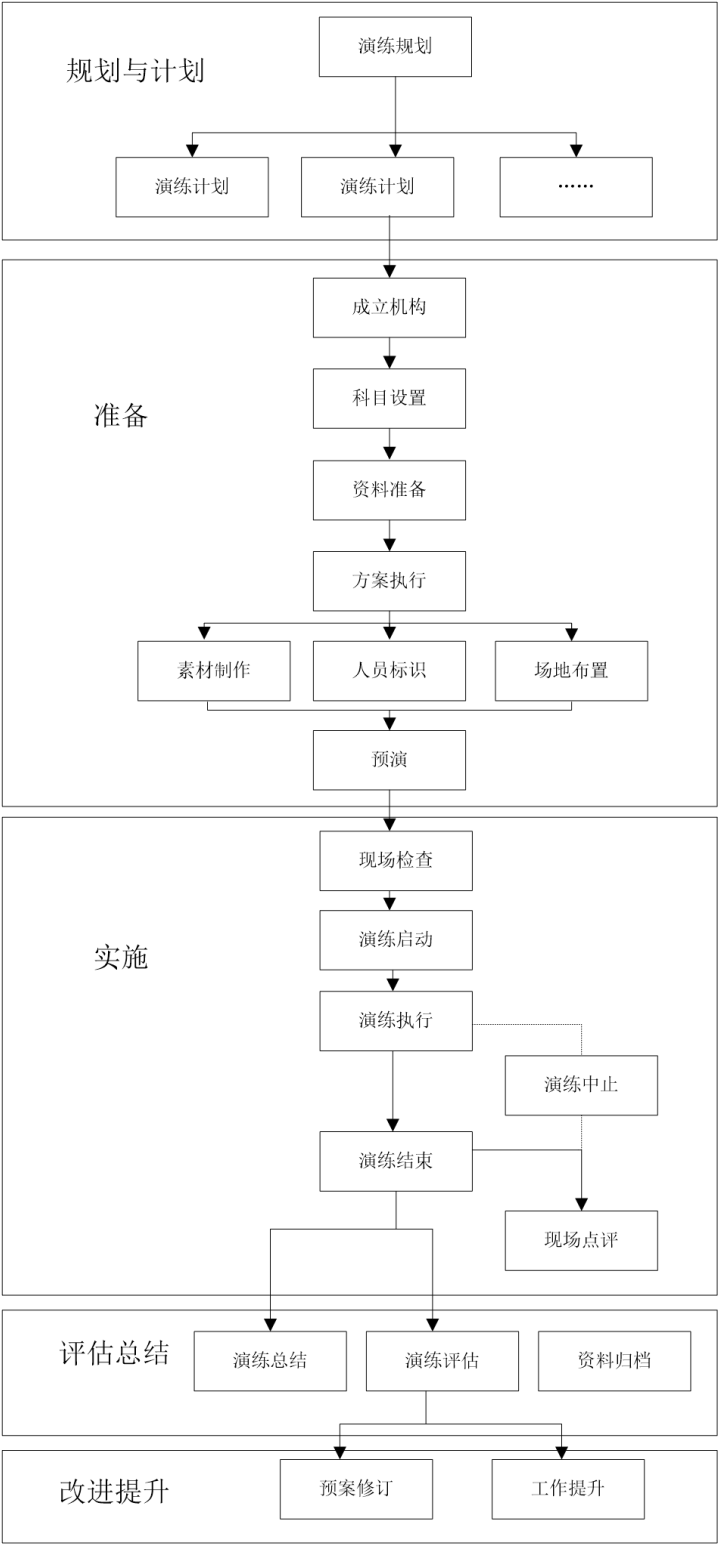 演练规划
规划与计划
演练计划
演练计划
……
成立机构
科目设置
准备
资料准备
方案执行
素材制作
人员标识
场地布置
预演
现场检查
演练启动
实施
演练执行
演练中止
演练结束
现场点评
评估总结
演练总结
演练评估
资料归档
改进提升
预案修订
工作提升